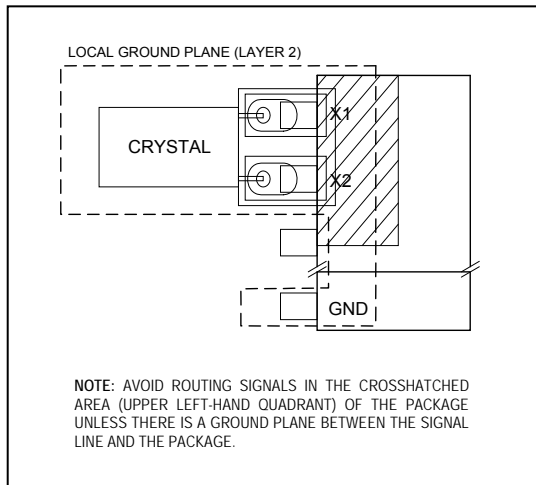 LOCAL GROUND PLANE (LAYER 2)
X1
CRYSTAL
X2
GND
NOTE: AVOID ROUTING SIGNALS IN THE CROSSHATCHED
AREA (UPPER LEFT-HAND QUADRANT) OF THE PACKAGE
UNLESS THERE IS A GROUND PLANE BETWEEN THE SIGNAL
LINE AND THE PACKAGE.